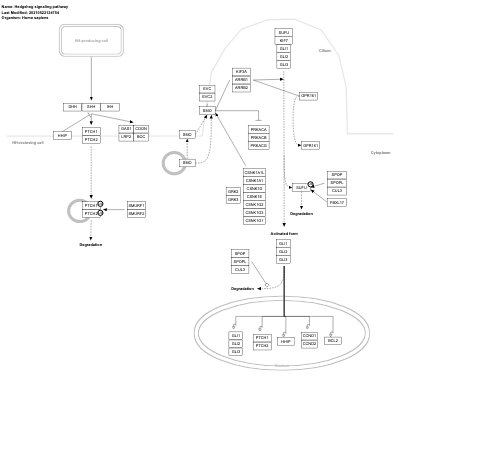 Name: Hedgehog signaling pathway
Last Modified: 20210522124704
Organism: Homo sapiens
HH-producing cell
Cilium
SUFU
KIF7
GLI1
GLI2
GLI3
KIF3A
ARRB1
ARRB2
GPR161
EVC
EVC2
SMO
DHH
SHH
IHH
HHIP
PTCH1
PTCH2
GAS1
CDON
LRP2
BOC
HH-receiving cell
SMO
PRKACA
PRKACB
PRKACG
GPR161
Cytoplasm
SMO
GRK2
GRK3
CSNK1A1L
CSNK1A1
CSNK1D
CSNK1E
CSNK1G2
CSNK1G3
CSNK1G1
SUFU
SPOP
SPOPL
CUL3
FBXL17
Degradation
PTCH1
PTCH2
SMURF1
SMURF2
Degradation
Activated form
GLI1
GLI2
GLI3
SPOP
SPOPL
CUL3
Degradation
GLI1
GLI2
GLI3
PTCH1
PTCH2
HHIP
CCND1
CCND2
BCL2